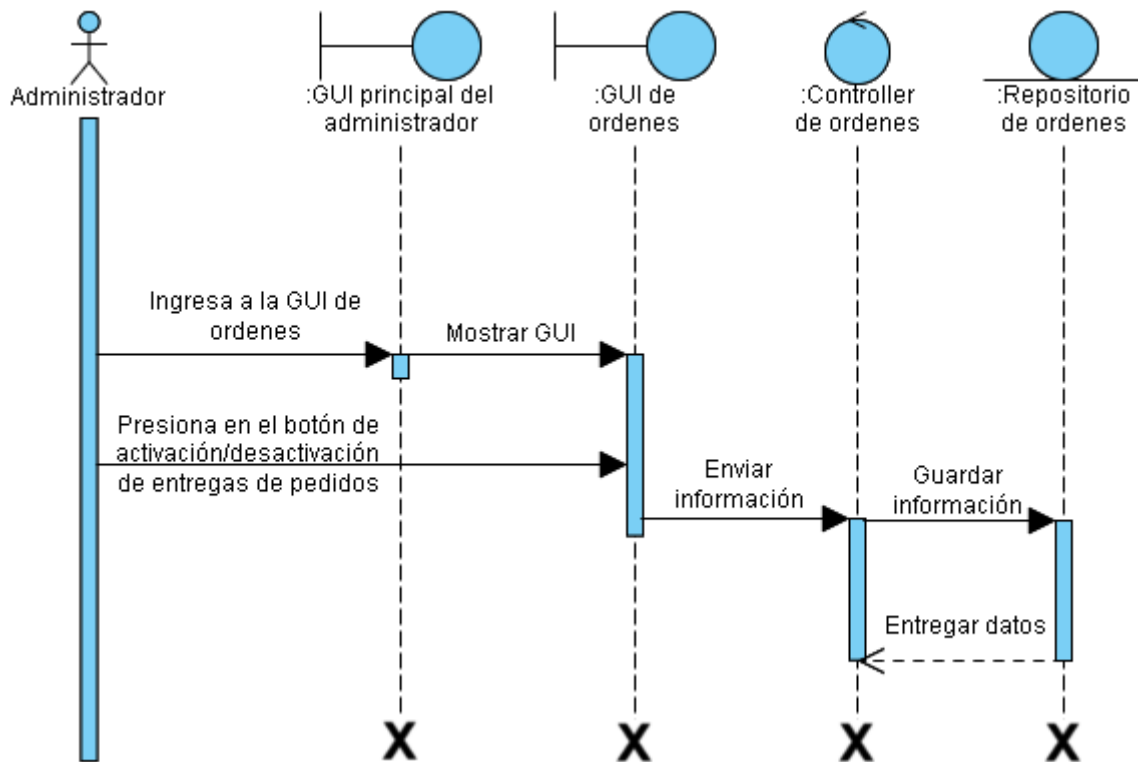 Administrador
:GUI principal del
administrador
:GUI de
ordenes
:Controller
de ordenes
:Repositorio
de ordenes
Ingresa a la GUI de
ordenes
Mostrar GUI
Presiona en el botón de
activación/desactivación
de entregas de pedidos
Enviar
información
Guardar
información
Entregar datos
X X X X